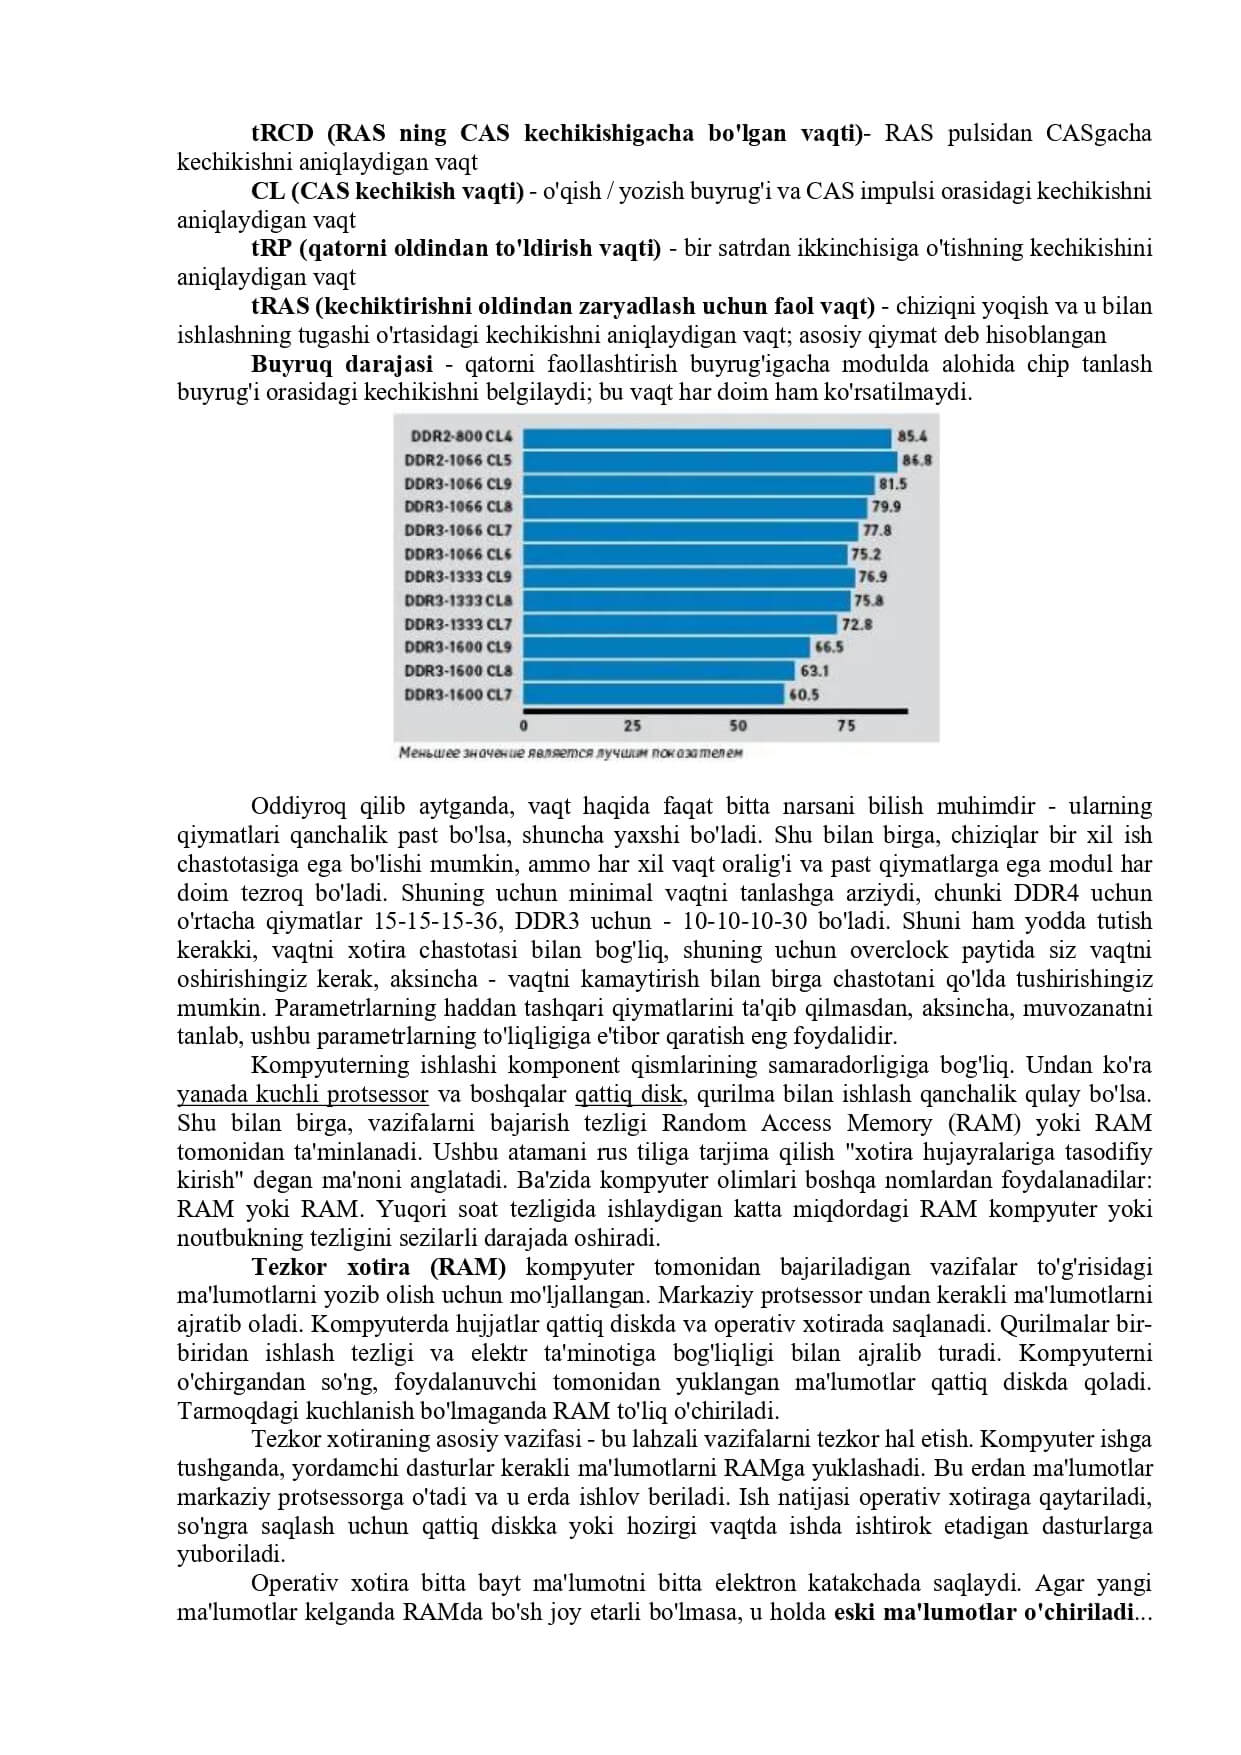 tRCD (RAS ning CAS kechikishigacha bo'lgan vaqti)- RAS pulsidan CASgacha
kechikishni aniqlaydigan vaqt
CL (CAS kechikish vaqti) - o'qish / yozish buyrug'i va CAS impulsi orasidagi kechikishni
aniqlaydigan vaqt
tRP (qatorni oldindan to'ldirish vaqti) - bir satrdan ikkinchisiga o'tishning kechikishini
aniqlaydigan vaqt
tRAS (kechiktirishni oldindan zaryadlash uchun faol vaqt) - chiziqni yoqish va u bilan
ishlashning tugashi o'rtasidagi kechikishni aniqlaydigan vaqt; asosiy qiymat deb hisoblangan
Buyruq darajasi - qatorni faollashtirish buyrug'igacha modulda alohida chip tanlash
buyrug'i orasidagi kechikishni belgilaydi; bu vaqt har doim ham ko'rsatilmaydi.
DDR2-800 CL4 85.4
DDR2-1066 CL5 86.8
DDR3-1066 CL9 81.5
DDR3-1066 CL8 79.9
DDR3-1066 CL7 77.8
DDR3-1066 CL6 75.2
DDR3-1333 CL9 76.9
DDR3-1333 CL8 75.8
DDR3-1333 CL7 72.8
DDR3-1600 CL9 66.5
DDR3-1600 CL8 63.1
DDR3-1600 CL7 60.5
0 25 50 75
Меньшее значение является лучшим показателем
Oddiyroq qilib aytganda, vaqt haqida faqat bitta narsani bilish muhimdir - ularning
qiymatlari qanchalik past bo'lsa, shuncha yaxshi bo'ladi. Shu bilan birga, chiziqlar bir xil ish
chastotasiga ega bo'lishi mumkin, ammo har xil vaqt oralig'i va past qiymatlarga ega modul har
doim tezroq bo'ladi. Shuning uchun minimal vaqtni tanlashga arziydi, chunki DDR4 uchun
o'rtacha qiymatlar 15-15-15-36, DDR3 uchun - 10-10-10-30 bo'ladi. Shuni ham yodda tutish
kerakki, vaqtni xotira chastotasi bilan bog'liq, shuning uchun overclock paytida siz vaqtni
oshirishingiz kerak, aksincha - vaqtni kamaytirish bilan birga chastotani qo'lda tushirishingiz
mumkin. Parametrlarning haddan tashqari qiymatlarini ta'qib qilmasdan, aksincha, muvozanatni
tanlab, ushbu parametrlarning to'liqligiga e'tibor qaratish eng foydalidir.
Kompyuterning ishlashi komponent qismlarining samaradorligiga bog'liq. Undan ko'ra
yanada kuchli protsessor va boshqalar qattiq disk, qurilma bilan ishlash qanchalik qulay bo'lsa.
Shu bilan birga, vazifalarni bajarish tezligi Random Access Memory (RAM) yoki RAM
tomonidan ta'minlanadi. Ushbu atamani rus tiliga tarjima qilish "xotira hujayralariga tasodifiy
kirish" degan ma'noni anglatadi. Ba'zida kompyuter olimlari boshqa nomlardan foydalanadilar:
RAM yoki RAM. Yuqori soat tezligida ishlaydigan katta miqdordagi RAM kompyuter yoki
noutbukning tezligini sezilarli darajada oshiradi.
Tezkor xotira (RAM) kompyuter tomonidan bajariladigan vazifalar to'g'risidagi
ma'lumotlarni yozib olish uchun mo'ljallangan. Markaziy protsessor undan kerakli ma'lumotlarni
ajratib oladi. Kompyuterda hujjatlar qattiq diskda va operativ xotirada saqlanadi. Qurilmalar bir-
biridan ishlash tezligi va elektr ta'minotiga bog'liqligi bilan ajralib turadi. Kompyuterni
o'chirgandan so'ng, foydalanuvchi tomonidan yuklangan ma'lumotlar qattiq diskda qoladi.
Tarmoqdagi kuchlanish bo'lmaganda RAM to'liq o'chiriladi.
Tezkor xotiraning asosiy vazifasi - bu lahzali vazifalarni tezkor hal etish. Kompyuter ishga
tushganda, yordamchi dasturlar kerakli ma'lumotlarni RAMga yuklashadi. Bu erdan ma'lumotlar
markaziy protsessorga o'tadi va u erda ishlov beriladi. Ish natijasi operativ xotiraga qaytariladi,
so'ngra saqlash uchun qattiq diskka yoki hozirgi vaqtda ishda ishtirok etadigan dasturlarga
yuboriladi.
Operativ xotira bitta bayt ma'lumotni bitta elektron katakchada saqlaydi. Agar yangi
ma'lumotlar kelganda RAMda bo'sh joy etarli bo'lmasa, u holda eski ma'lumotlar o'chiriladi...